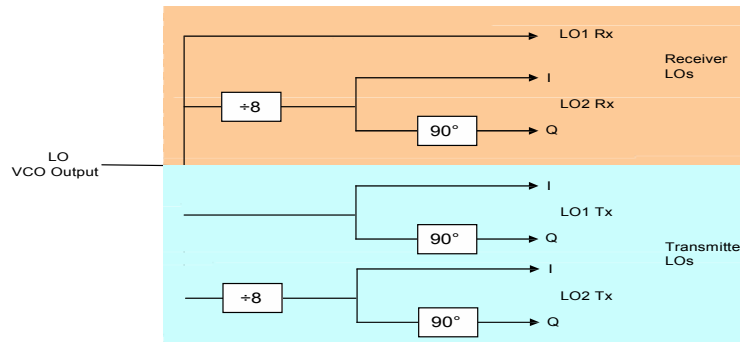 LO1 Rx
Receiver
LOs
I
÷8
LO2 Rx
90°
Q
LO
VCO Output
I
LO1 Tx
90°
Q
Transmitte
LOs
I
÷8
LO2 Tx
90°
Q